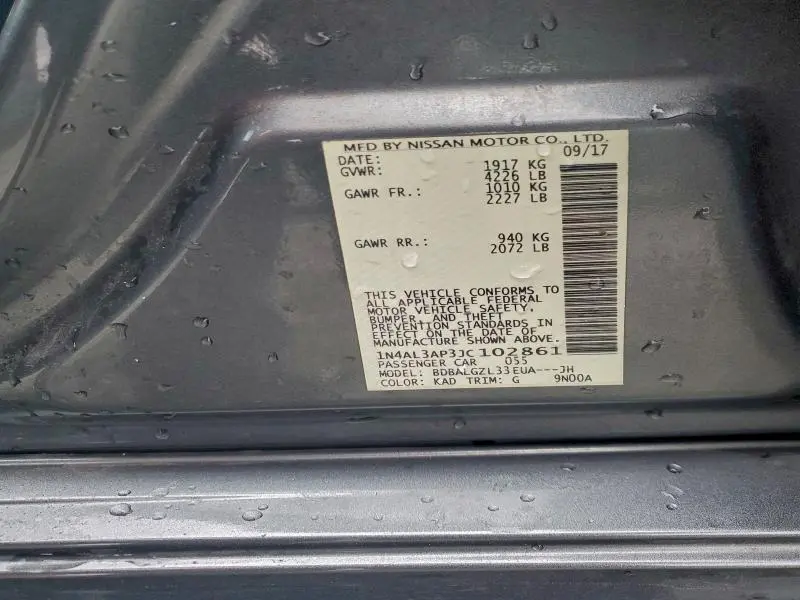 MFD BY NISSAN MOTOR CO., LTD.
DATE: 09/17
GVWR: 1917 KG
4226 LB
GAWR FR.: 1010 KG
2227 LB
GAWR RR.: 940 KG
2072 LB
THIS VEHICLE CONFORMS TO
ALL APPLICABLE FEDERAL
MOTOR VEHICLE SAFETY,
BUMPER, AND THEFT
PREVENTION STANDARDS IN
EFFECT ON THE DATE OF
MANUFACTURE SHOWN ABOVE.
1N4AL3AP3JC102861
PASSENGER CAR 055
MODEL: BDBALGZL33EUA---JH
COLOR: KAD TRIM: G 9N00A